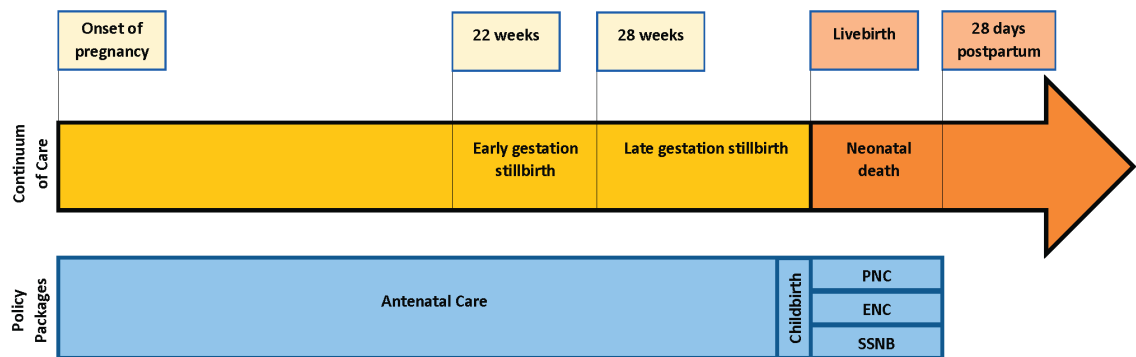 Onset of
pregnancy
22 weeks
28 weeks
Livebirth
28 days
postpartum
Continuum
of Care
Early gestation
stillbirth
Late gestation stillbirth
Neonatal
death
Policy
Packages
Antenatal Care
Childbirth
PNC
ENC
SSNB